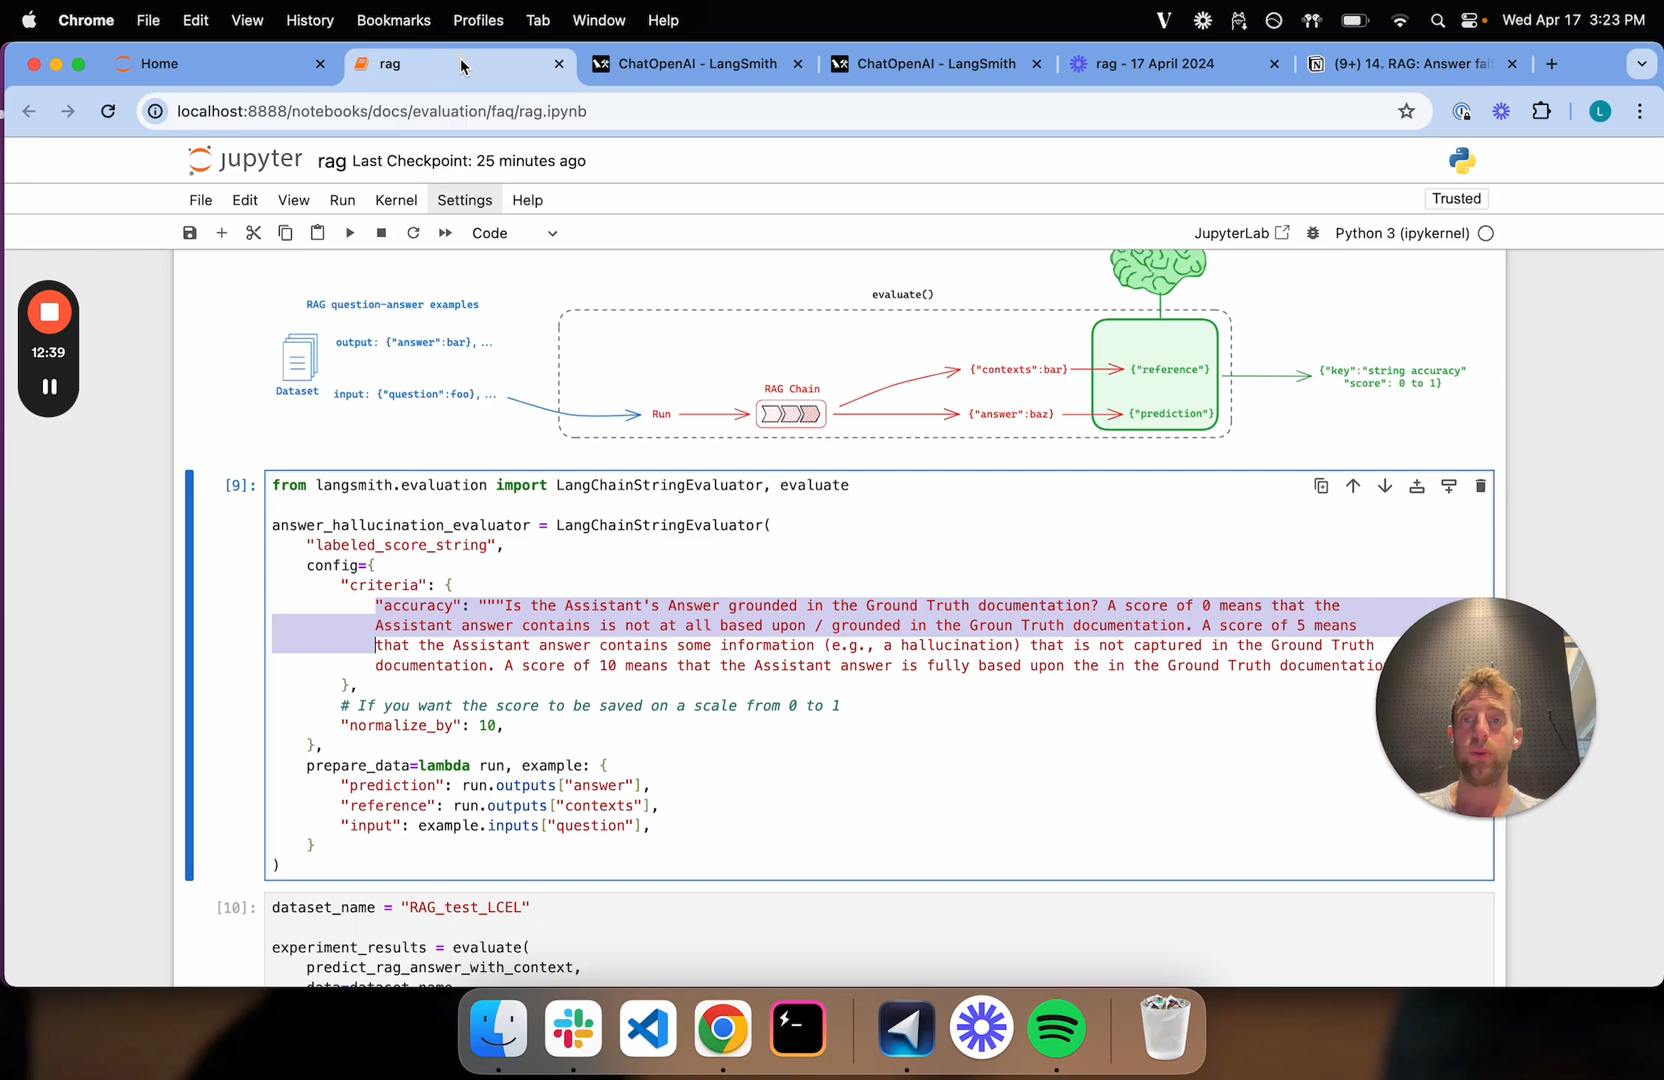 Chrome File Edit View History Bookmarks Profiles Tab Window Help Wed Apr 17 3:23 PM
Home rag ChatOpenAI - LangSmith ChatOpenAI - LangSmith rag - 17 April 2024 (9+) 14. RAG: Answer fai
localhost:8888/notebooks/docs/evaluation/faq/rag.ipynb L
jupyter rag Last Checkpoint: 25 minutes ago
File Edit View Run Kernel Settings Help Trusted
Code JupyterLab Python 3 (ipykernel)
12:39
RAG question-answer examples
evaluate()
output: {"answer":bar}, ...
Dataset
input: {"question":foo}, ...
Run
RAG Chain
{"contexts":bar}
{"answer":baz}
{"reference"}
{"prediction"}
{"key":"string accuracy"
"score": 0 to 1}
[9]: from langsmith.evaluation import LangChainStringEvaluator, evaluate
answer_hallucination_evaluator = LangChainStringEvaluator(
"labeled_score_string",
config={
"criteria": {
"accuracy": """Is the Assistant's Answer grounded in the Ground Truth documentation? A score of 0 means that the
Assistant answer contains is not at all based upon / grounded in the Groun Truth documentation. A score of 5 means
that the Assistant answer contains some information (e.g., a hallucination) that is not captured in the Ground Truth
documentation. A score of 10 means that the Assistant answer is fully based upon the in the Ground Truth documentatio
},
# If you want the score to be saved on a scale from 0 to 1
"normalize_by": 10,
},
prepare_data=lambda run, example: {
"prediction": run.outputs["answer"],
"reference": run.outputs["contexts"],
"input": example.inputs["question"],
}
)
[10]: dataset_name = "RAG_test_LCEL"
experiment_results = evaluate(
predict_rag_answer_with_context,
data=dataset_name,